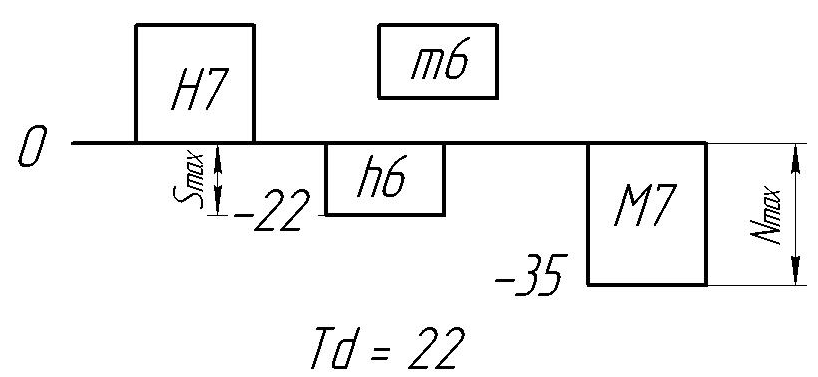 m6
H7
0
Smax
h6
-22
M7
Nmax
-35
Td = 22